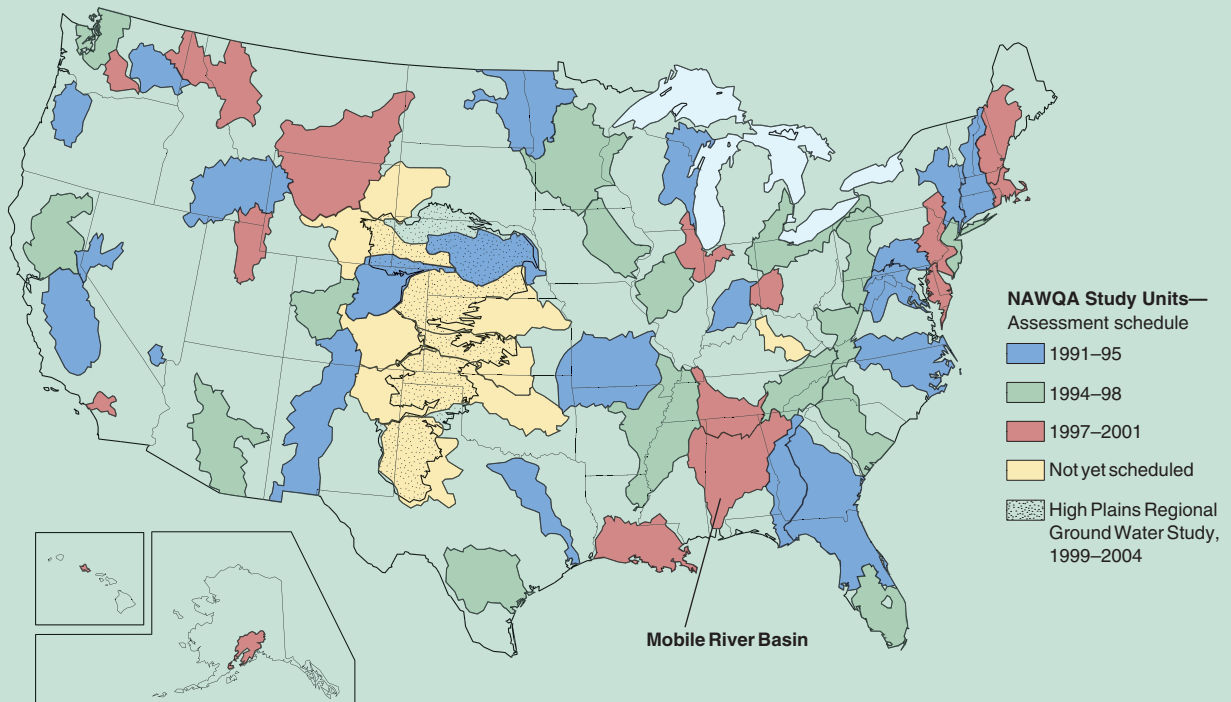 NAWQA Study Units—
Assessment schedule
1991–95
1994–98
1997–2001
Not yet scheduled
High Plains Regional
Ground Water Study,
1999–2004
Mobile River Basin